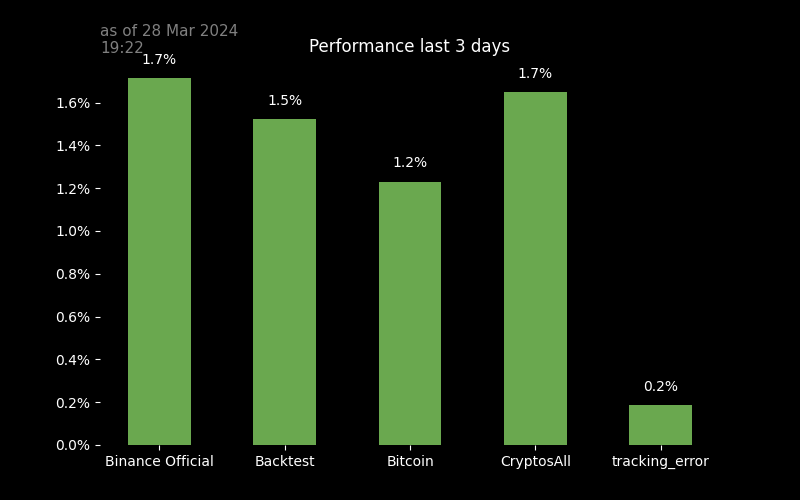 as of 28 Mar 2024
19:22
Performance last 3 days
1.7%
1.5%
1.2%
1.7%
0.2%
1.6%
1.4%
1.2%
1.0%
0.8%
0.6%
0.4%
0.2%
0.0%
Binance Official
Backtest
Bitcoin
CryptosAll
tracking_error